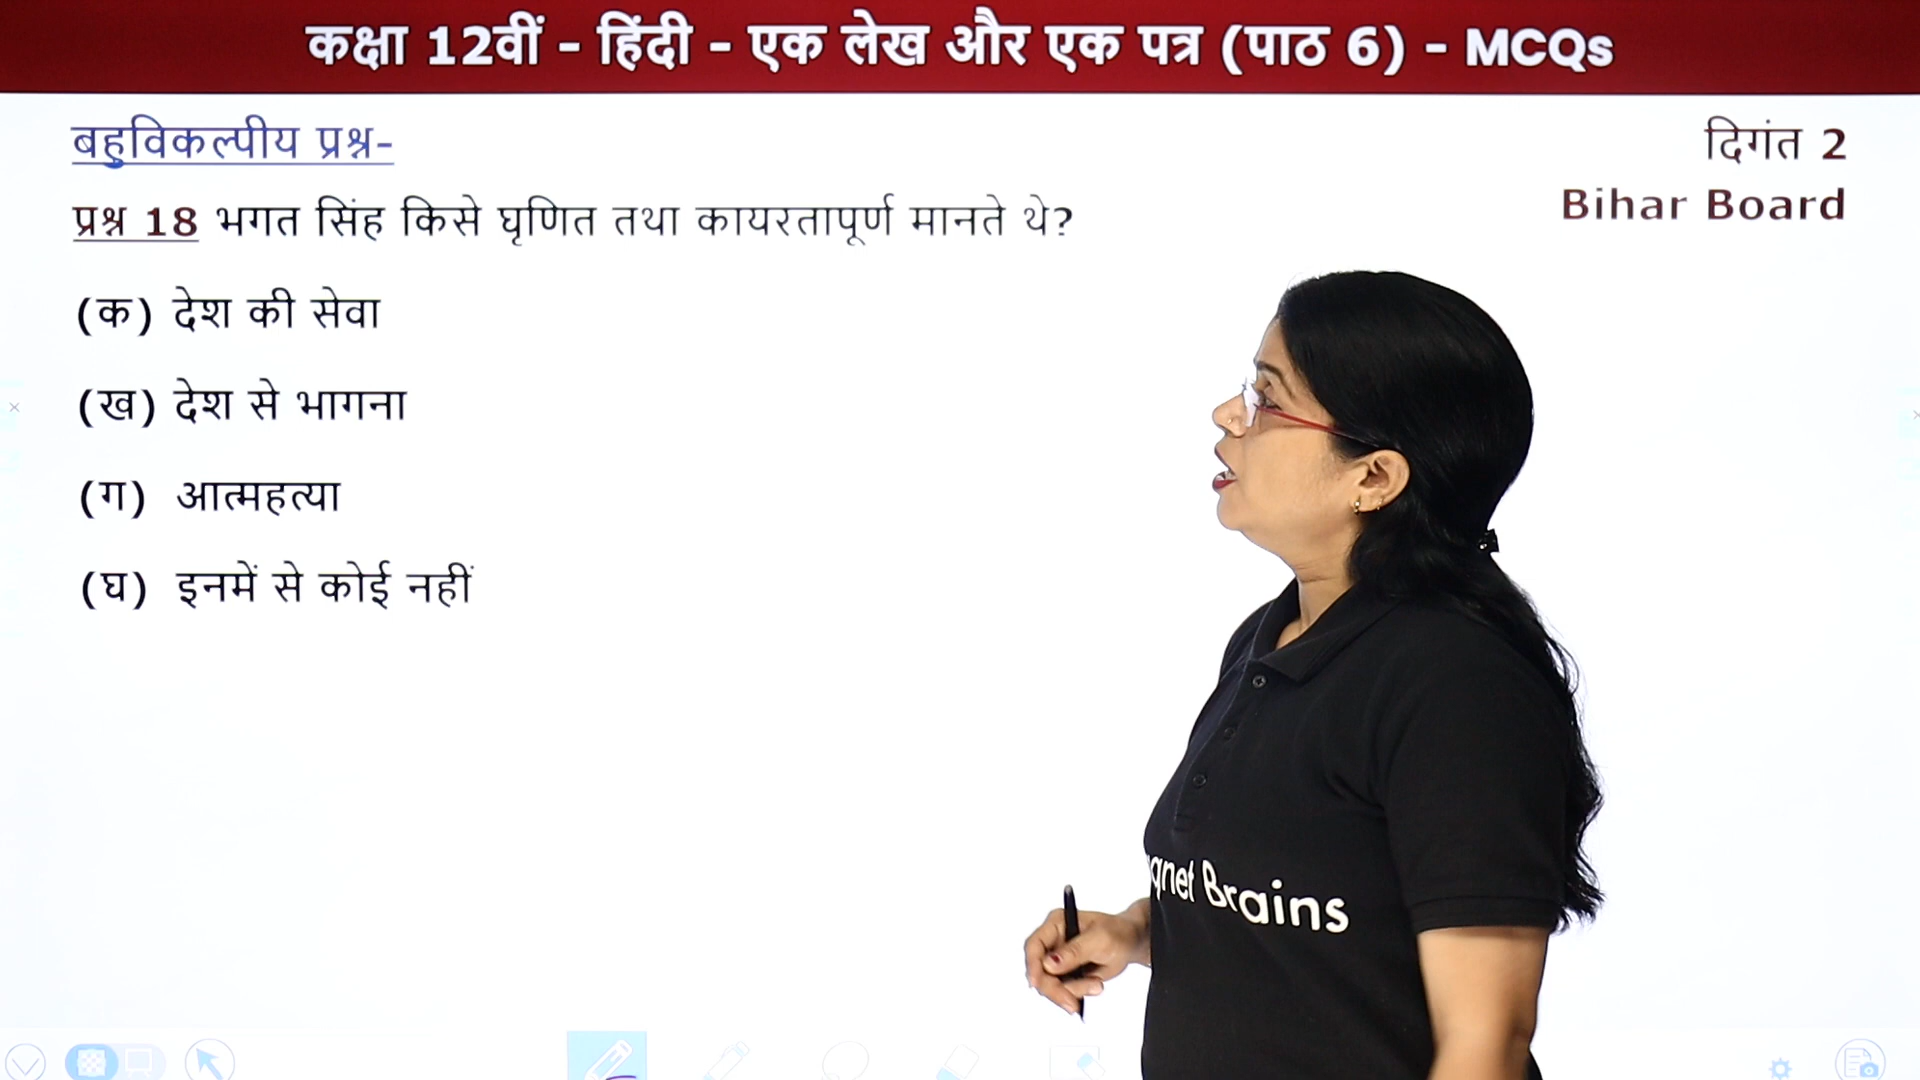 कक्षा 12वीं - हिंदी - एक लेख और एक पत्र (पाठ 6) - MCQs
बहुविकल्पीय प्रश्न-
दिगंत 2
Bihar Board
प्रश्न 18 भगत सिंह किसे घृणित तथा कायरतापूर्ण मानते थे?
(क) देश की सेवा
(ख) देश से भागना
(ग) आत्महत्या
(घ) इनमें से कोई नहीं
Brains